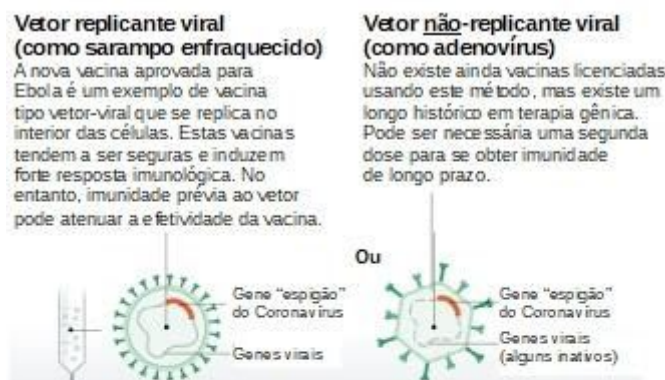 Vetor replicante viral
(como sarampo enfraquecido)
A nova vacina aprovada para
Ebola é um exemplo de vacina
tipo vetor-viral que se replica no
interior das células. Estas vacinas
tendem a ser seguras e induzem
forte resposta imunológica. No
entanto, imunidade prévia ao vetor
pode atenuar a efetividade da vacina.
Gene “espigão”
do Coronavírus
Genes virais
Ou
Vetor não-replicante viral
(como adenovírus)
Não existe ainda vacinas licenciadas
usando este método, mas existe um
longo histórico em terapia gênica.
Pode ser necessária uma segunda
dose para se obter imunidade
de longo prazo.
Gene “espigão”
do Coronavírus
Genes virais
(alguns inativos)